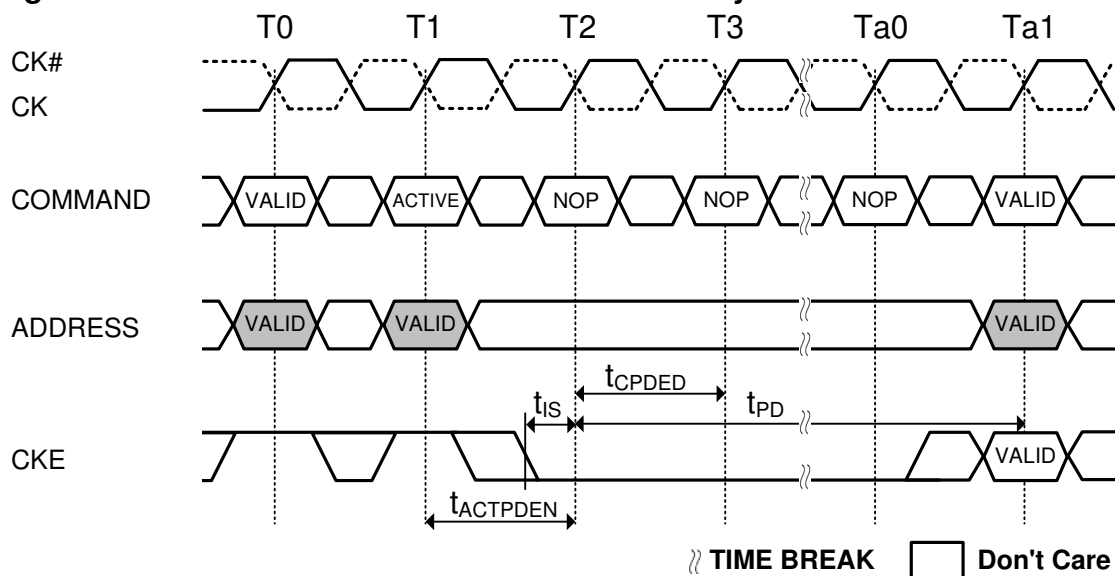 T0 T1 T2 T3 Ta0 Ta1
CK#
CK
COMMAND VALID ACTIVE NOP NOP NOP VALID
ADDRESS VALID VALID VALID
tCPDED
tIS tPD
CKE VALID
tACTPDEN
TIME BREAK Don't Care